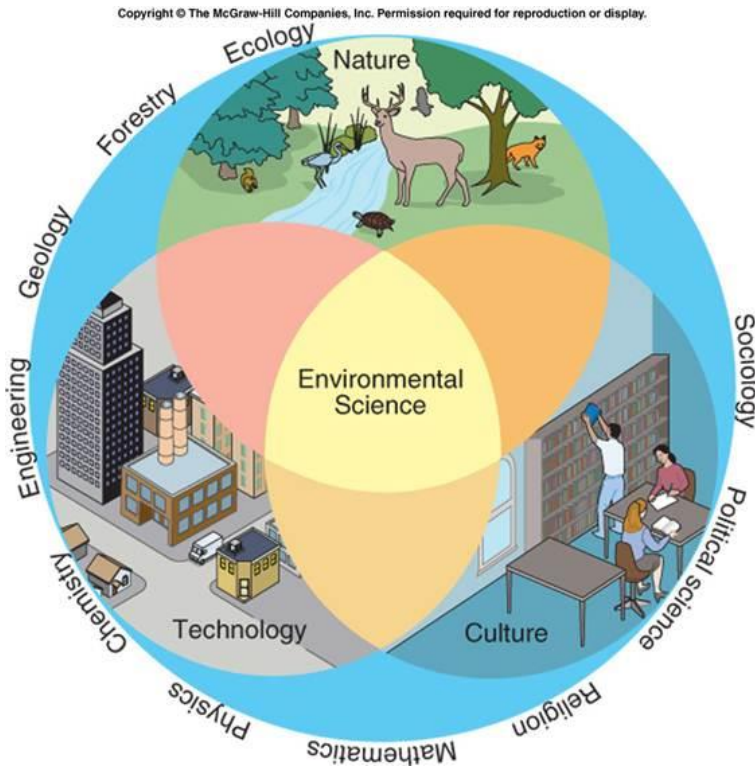 Copyright © The McGraw-Hill Companies, Inc. Permission required for reproduction or display.
Ecology
Nature
Forestry
Geology
Sociology
Environmental
Science
Engineering
Political science
Chemistry
Technology
Culture
Religion
Physics
Mathematics